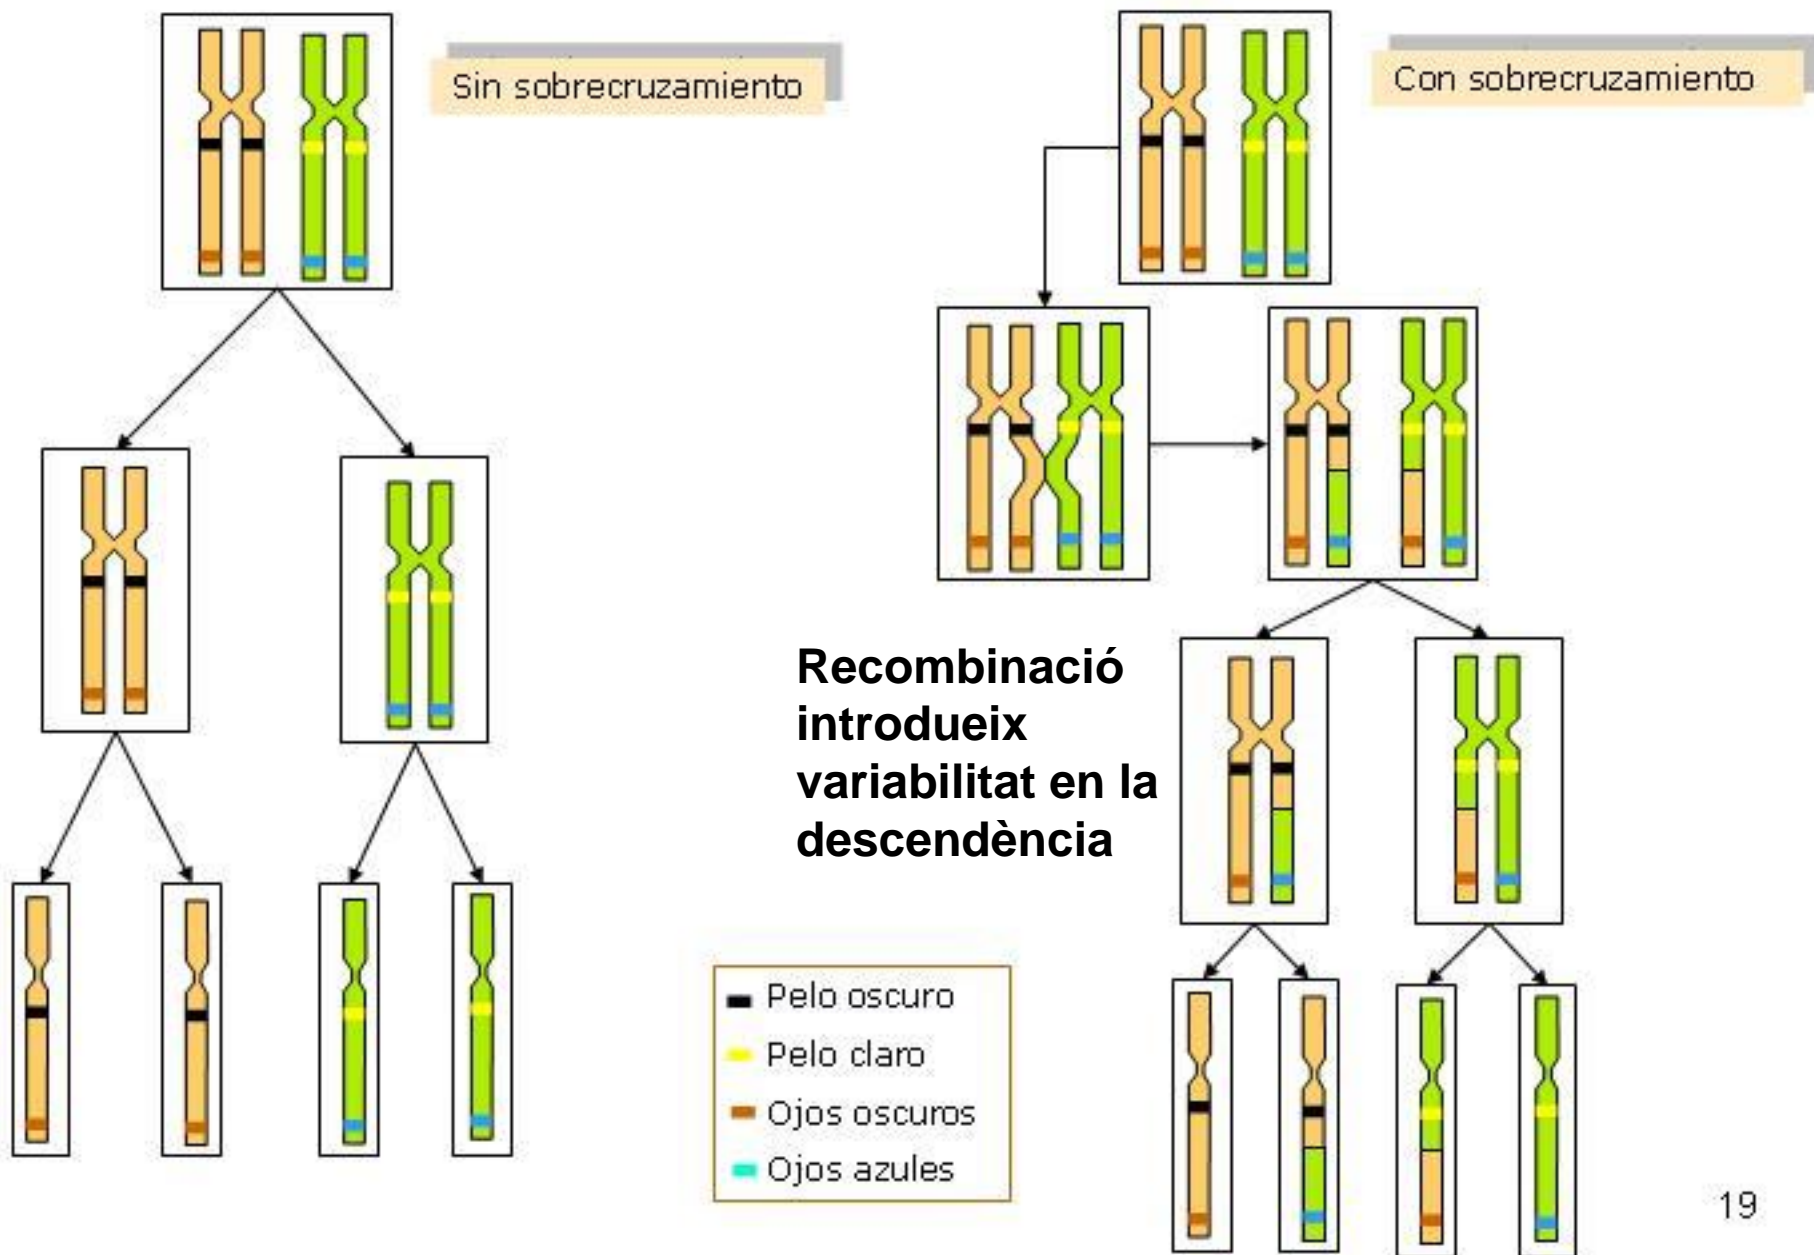 Sin sobrecruzamiento
Con sobrecruzamiento
Recombinació
introdueix
variabilitat en la
descendència
Pelo oscuro
Pelo claro
Ojos oscuros
Ojos azules
19